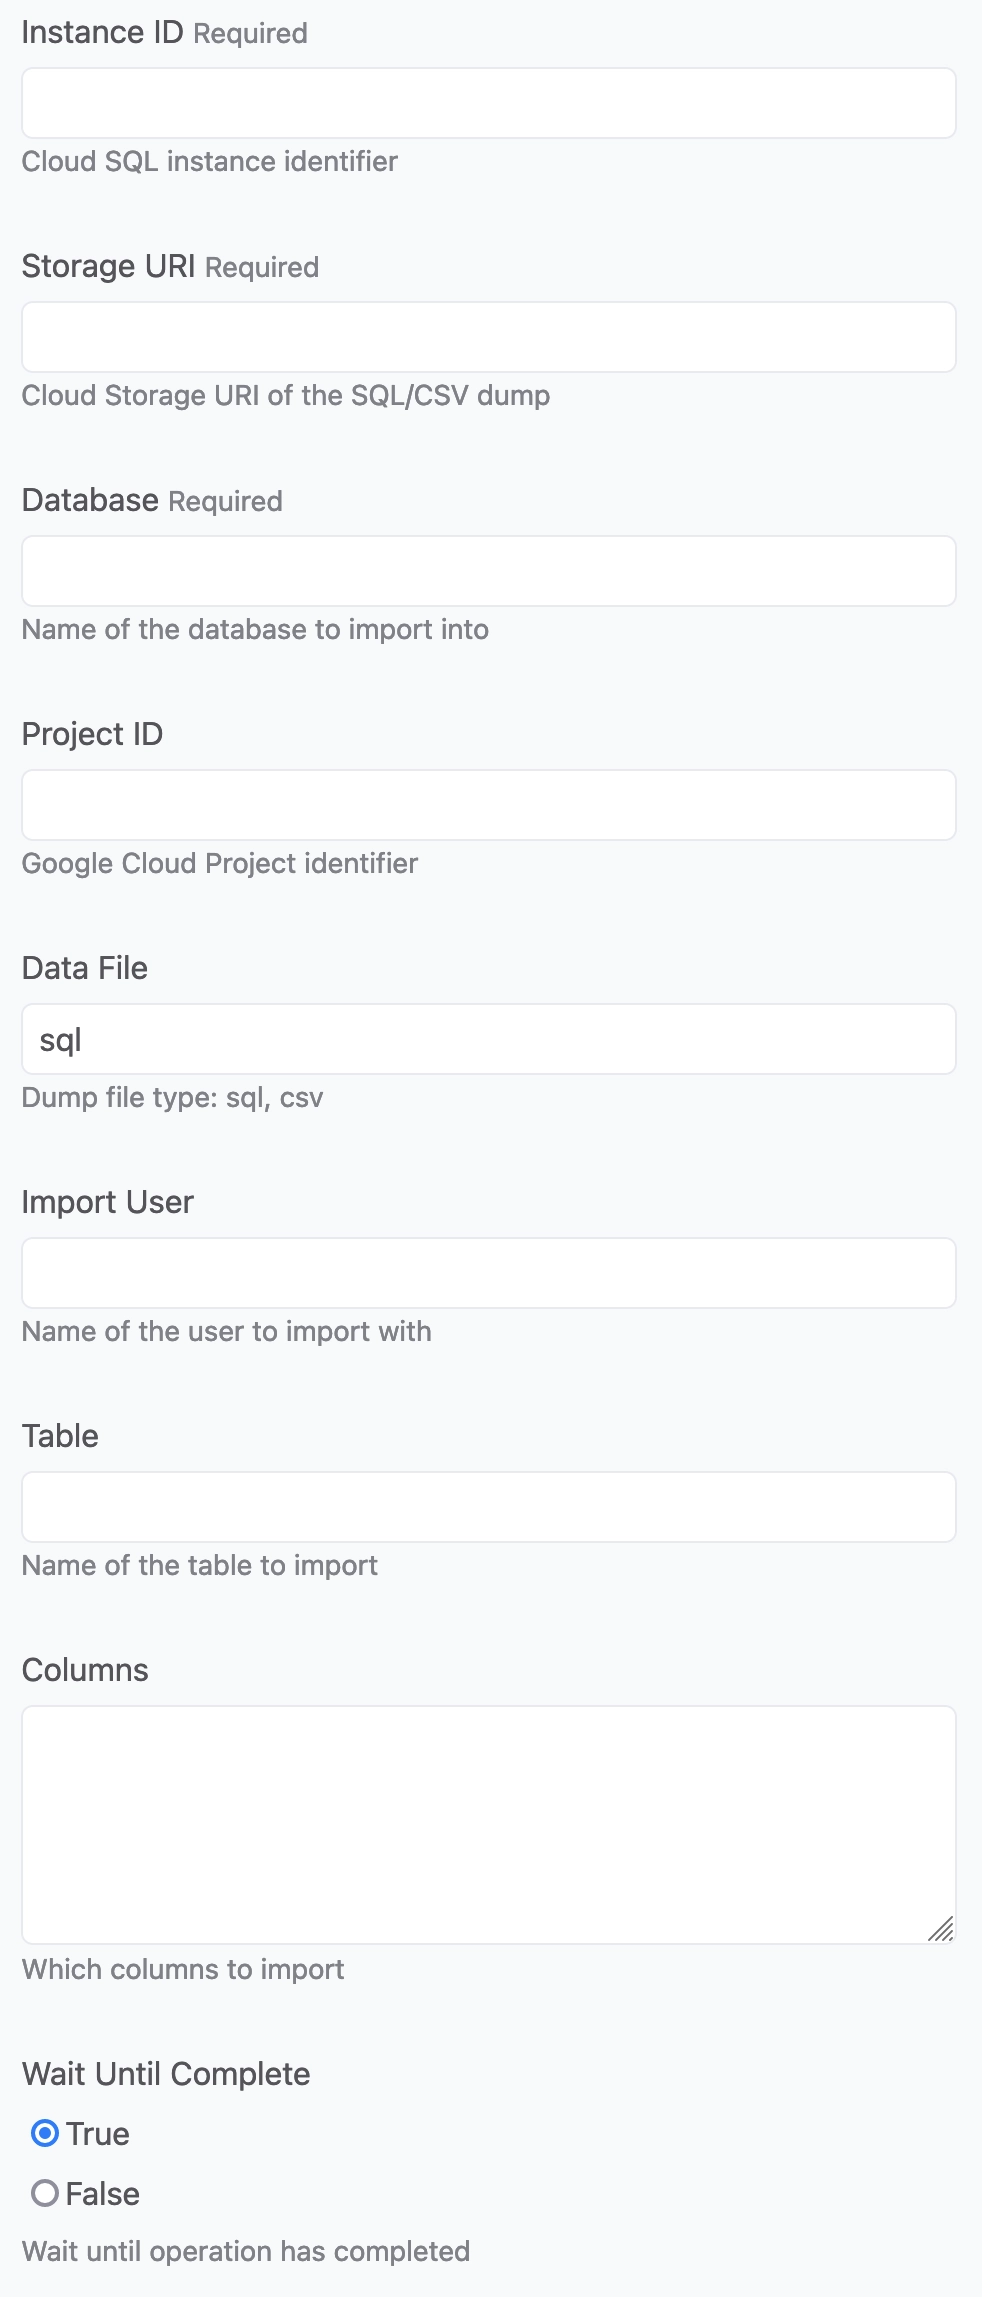 Instance ID Required
Cloud SQL instance identifier
Storage URI Required
Cloud Storage URI of the SQL/CSV dump
Database Required
Name of the database to import into
Project ID
Google Cloud Project identifier
Data File
sql
Dump file type: sql, csv
Import User
Name of the user to import with
Table
Name of the table to import
Columns
Which columns to import
Wait Until Complete
True
False
Wait until operation has completed